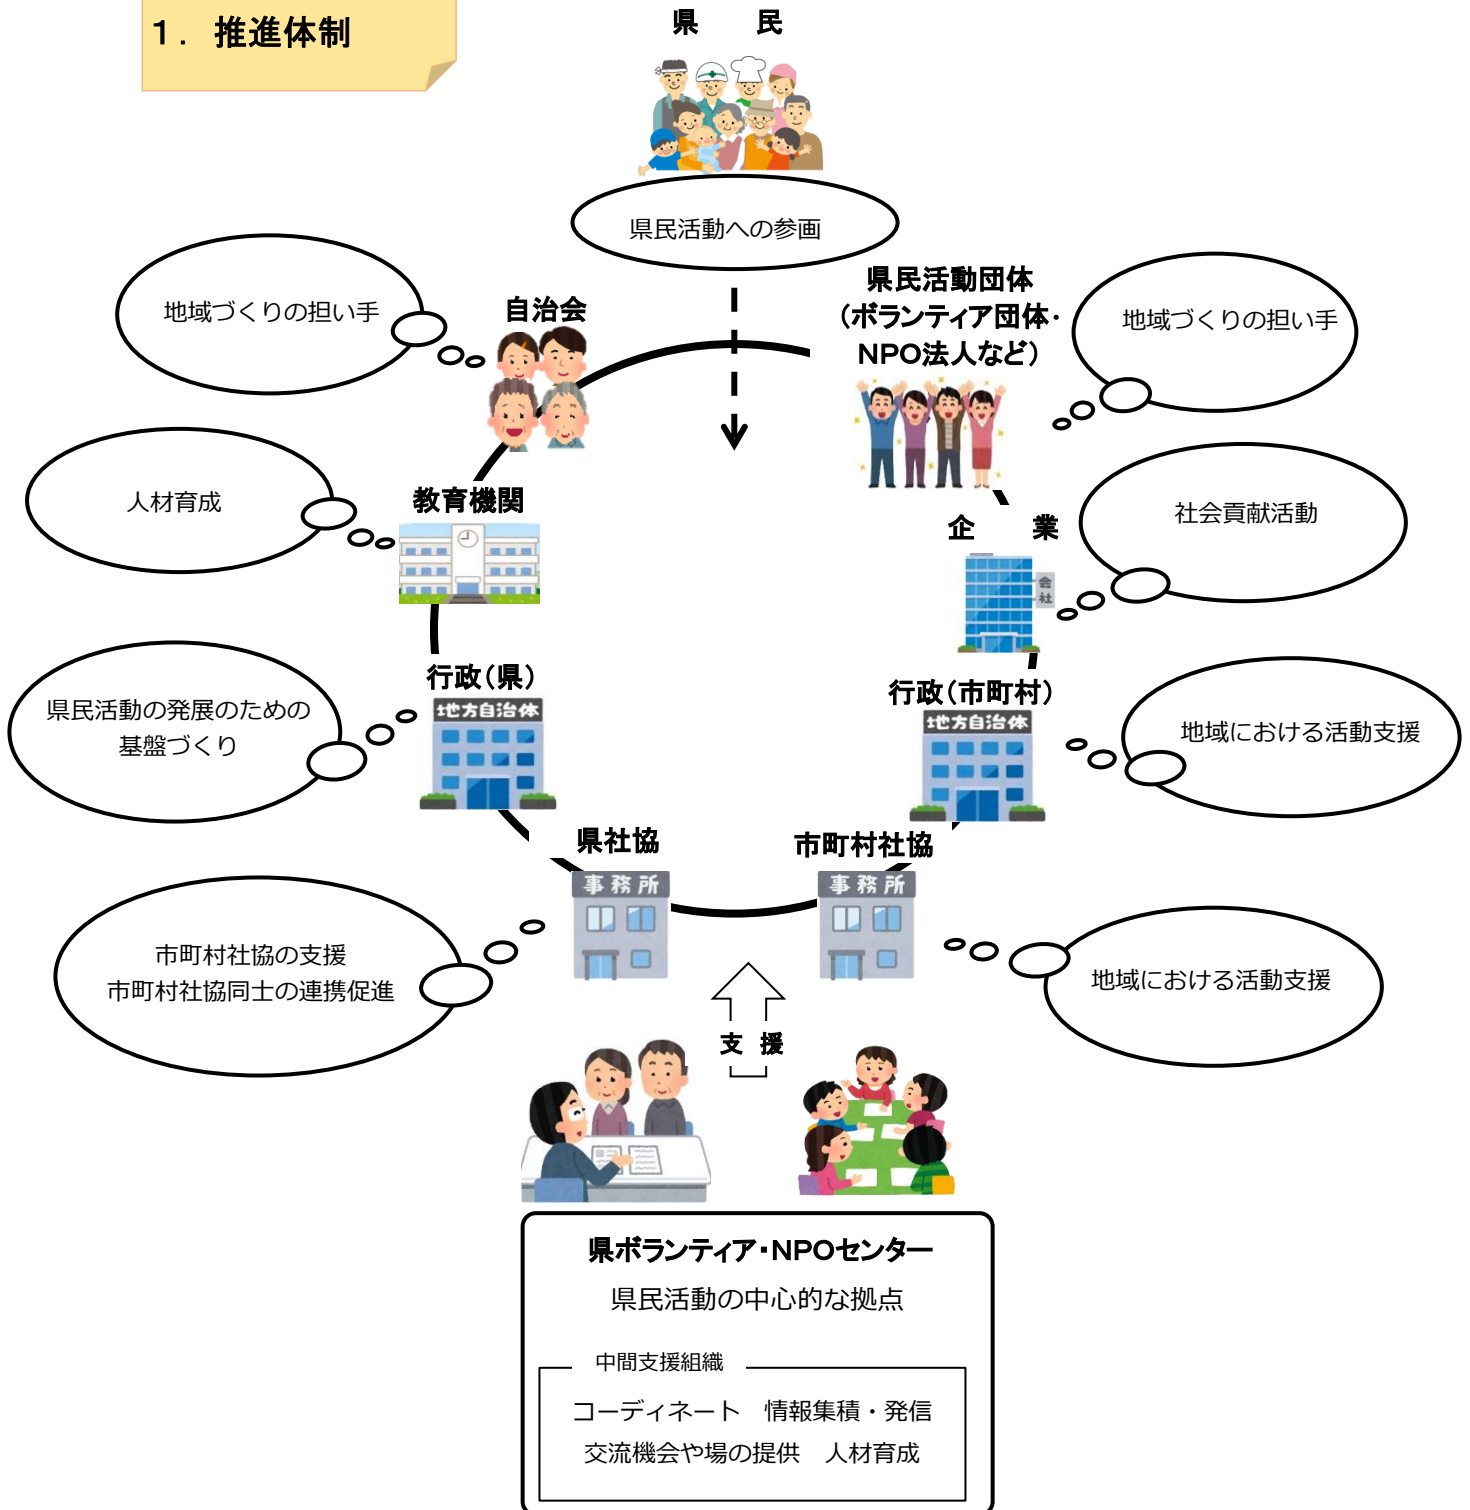 １．推進体制
県　民
県民活動への参画
地域づくりの担い手
自治会
県民活動団体
（ボランティア団体・
NPO法人など）
地域づくりの担い手
人材育成
教育機関
企　業
会社
社会貢献活動
県民活動の発展のための
基盤づくり
行政（県）
地方自治体
行政（市町村）
地方自治体
地域における活動支援
県社協
事務所
市町村社協
事務所
市町村社協の支援
市町村社協同士の連携促進
地域における活動支援
支 援
県ボランティア・NPOセンター
県民活動の中心的な拠点
中間支援組織
コーディネート　情報集積・発信
交流機会や場の提供　人材育成